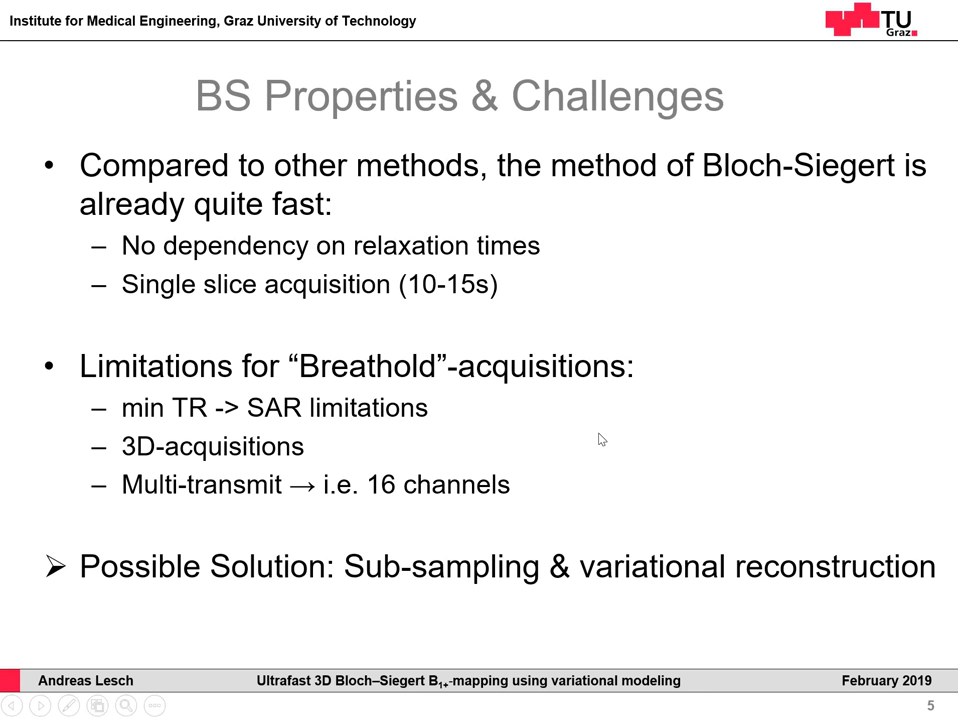 Institute for Medical Engineering, Graz University of Technology
TU
Graz
BS Properties & Challenges
• Compared to other methods, the method of Bloch-Siegert is
already quite fast:
– No dependency on relaxation times
– Single slice acquisition (10-15s)
• Limitations for “Breathold”-acquisitions:
– min TR -> SAR limitations
– 3D-acquisitions
– Multi-transmit → i.e. 16 channels
➢ Possible Solution: Sub-sampling & variational reconstruction
Andreas Lesch Ultrafast 3D Bloch–Siegert B1+-mapping using variational modeling February 2019
5